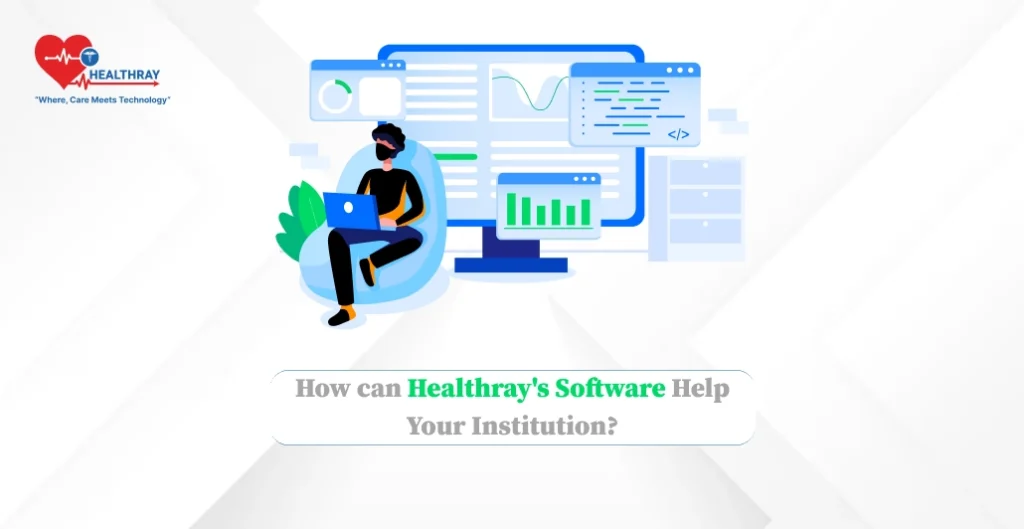 HEALTHRAY
"Where, Care Meets Technology"
</>
How can Healthray's Software Help
Your Institution?